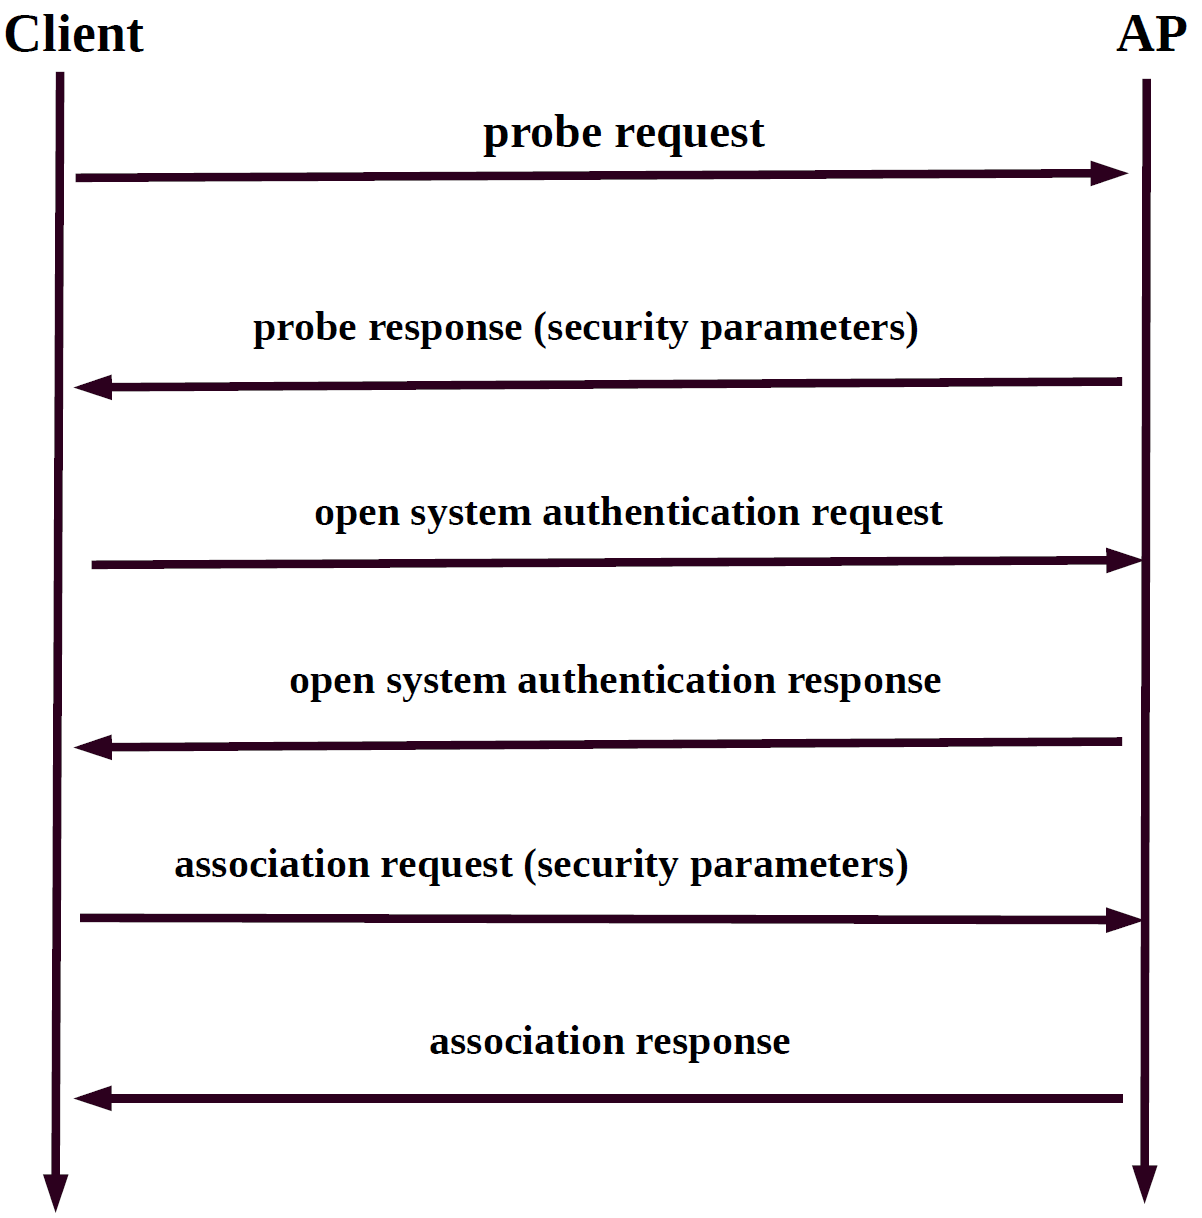 Client
AP
probe request
probe response (security parameters)
open system authentication request
open system authentication response
association request (security parameters)
association response